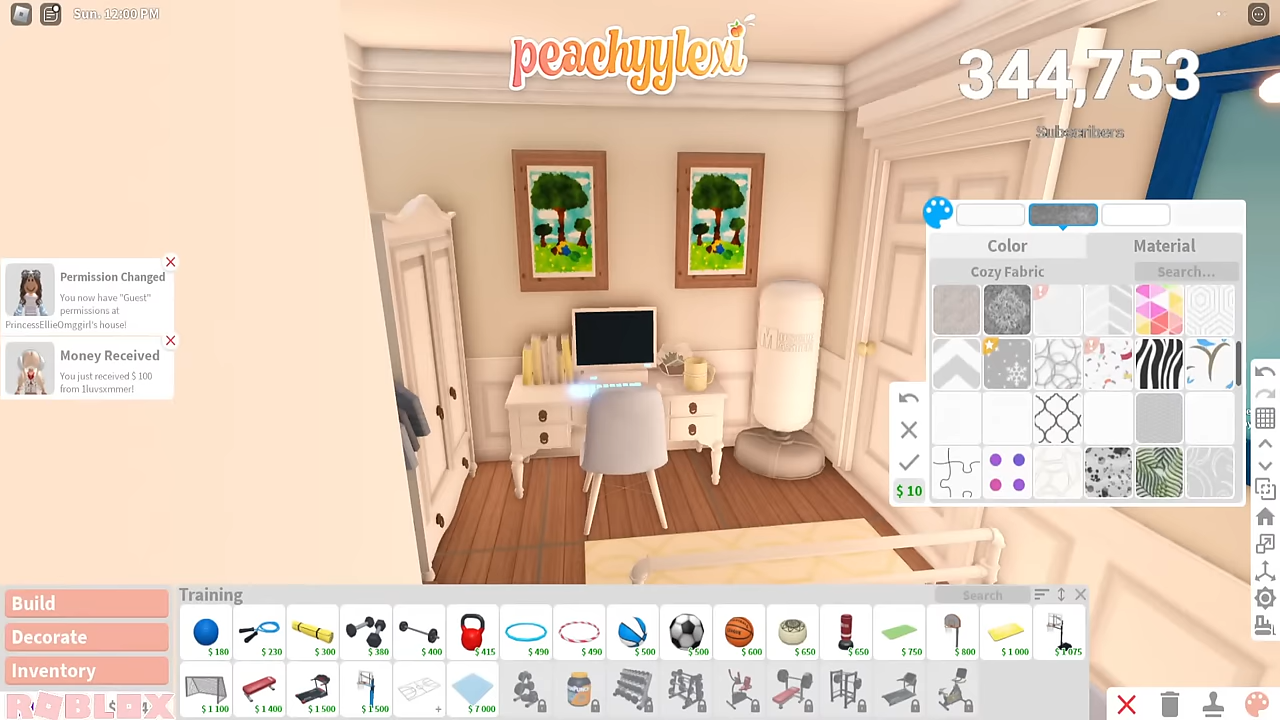 Sun. 12:00 PM
peachyylexi
344,753
Subscribers
Permission Changed
You now have "Guest"
permissions at
PrincessEllieOmggirl's house!
Money Received
You just received $ 100
from 1luvsxmmer!
Color
Material
Cozy Fabric
Search...
$ 10
Build
Decorate
Inventory
ROBLOX
Training
Search
$ 180
$ 230
$ 300
$ 380
$ 400
$ 415
$ 490
$ 490
$ 500
$ 500
$ 600
$ 650
$ 650
$ 750
$ 800
$ 1 000
$ 1 075
$ 1 100
$ 1 400
$ 1 500
$ 1 500
$ 7 000